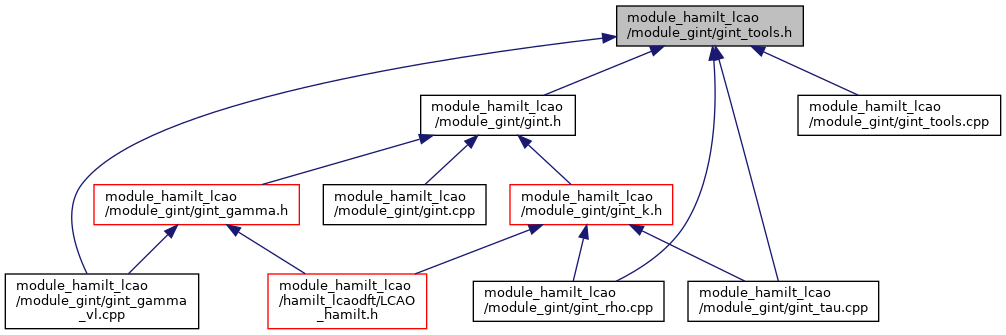 module_hamilt_lcao
/module_gint/gint_tools.h
module_hamilt_lcao
/module_gint/gint.h
module_hamilt_lcao
/module_gint/gint_tools.cpp
module_hamilt_lcao
/module_gint/gint_gamma.h
module_hamilt_lcao
/module_gint/gint.cpp
module_hamilt_lcao
/module_gint/gint_k.h
module_hamilt_lcao
/module_gint/gint_gamma
_vl.cpp
module_hamilt_lcao
/hamilt_lcaodft/LCAO
_hamilt.h
module_hamilt_lcao
/module_gint/gint_rho.cpp
module_hamilt_lcao
/module_gint/gint_tau.cpp